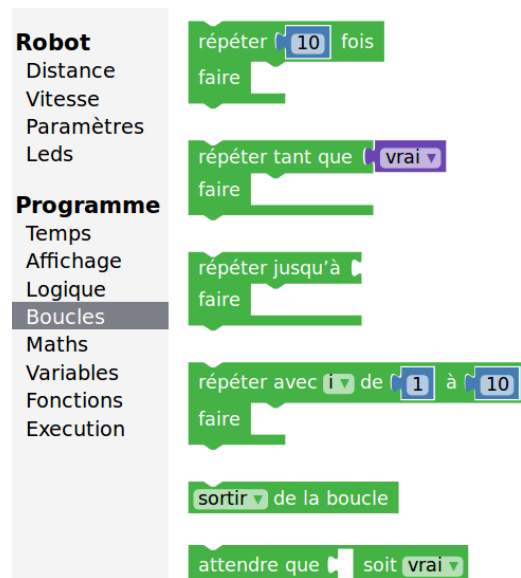 Robot
Distance
Vitesse
Paramètres
Leds
Programme
Temps
Affichage
Logique
Boucles
Maths
Variables
Fonctions
Execution
répéter 10 fois
faire
répéter tant que vrai
faire
répéter jusqu'à
faire
répéter avec i de 1 à 10
faire
sortir de la boucle
attendre que soit vrai